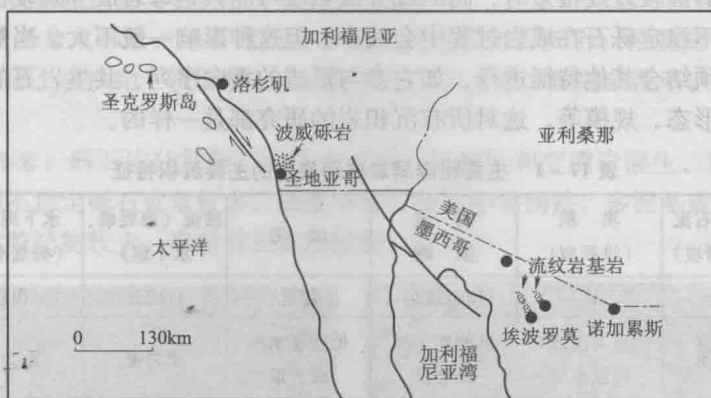 加利福尼亚
洛杉矶
圣克罗斯岛
波威砾岩
亚利桑那
圣地亚哥
美国
墨西哥
太平洋
流纹岩基岩
0 130km
埃波罗莫
诺加累斯
加利福
尼亚湾